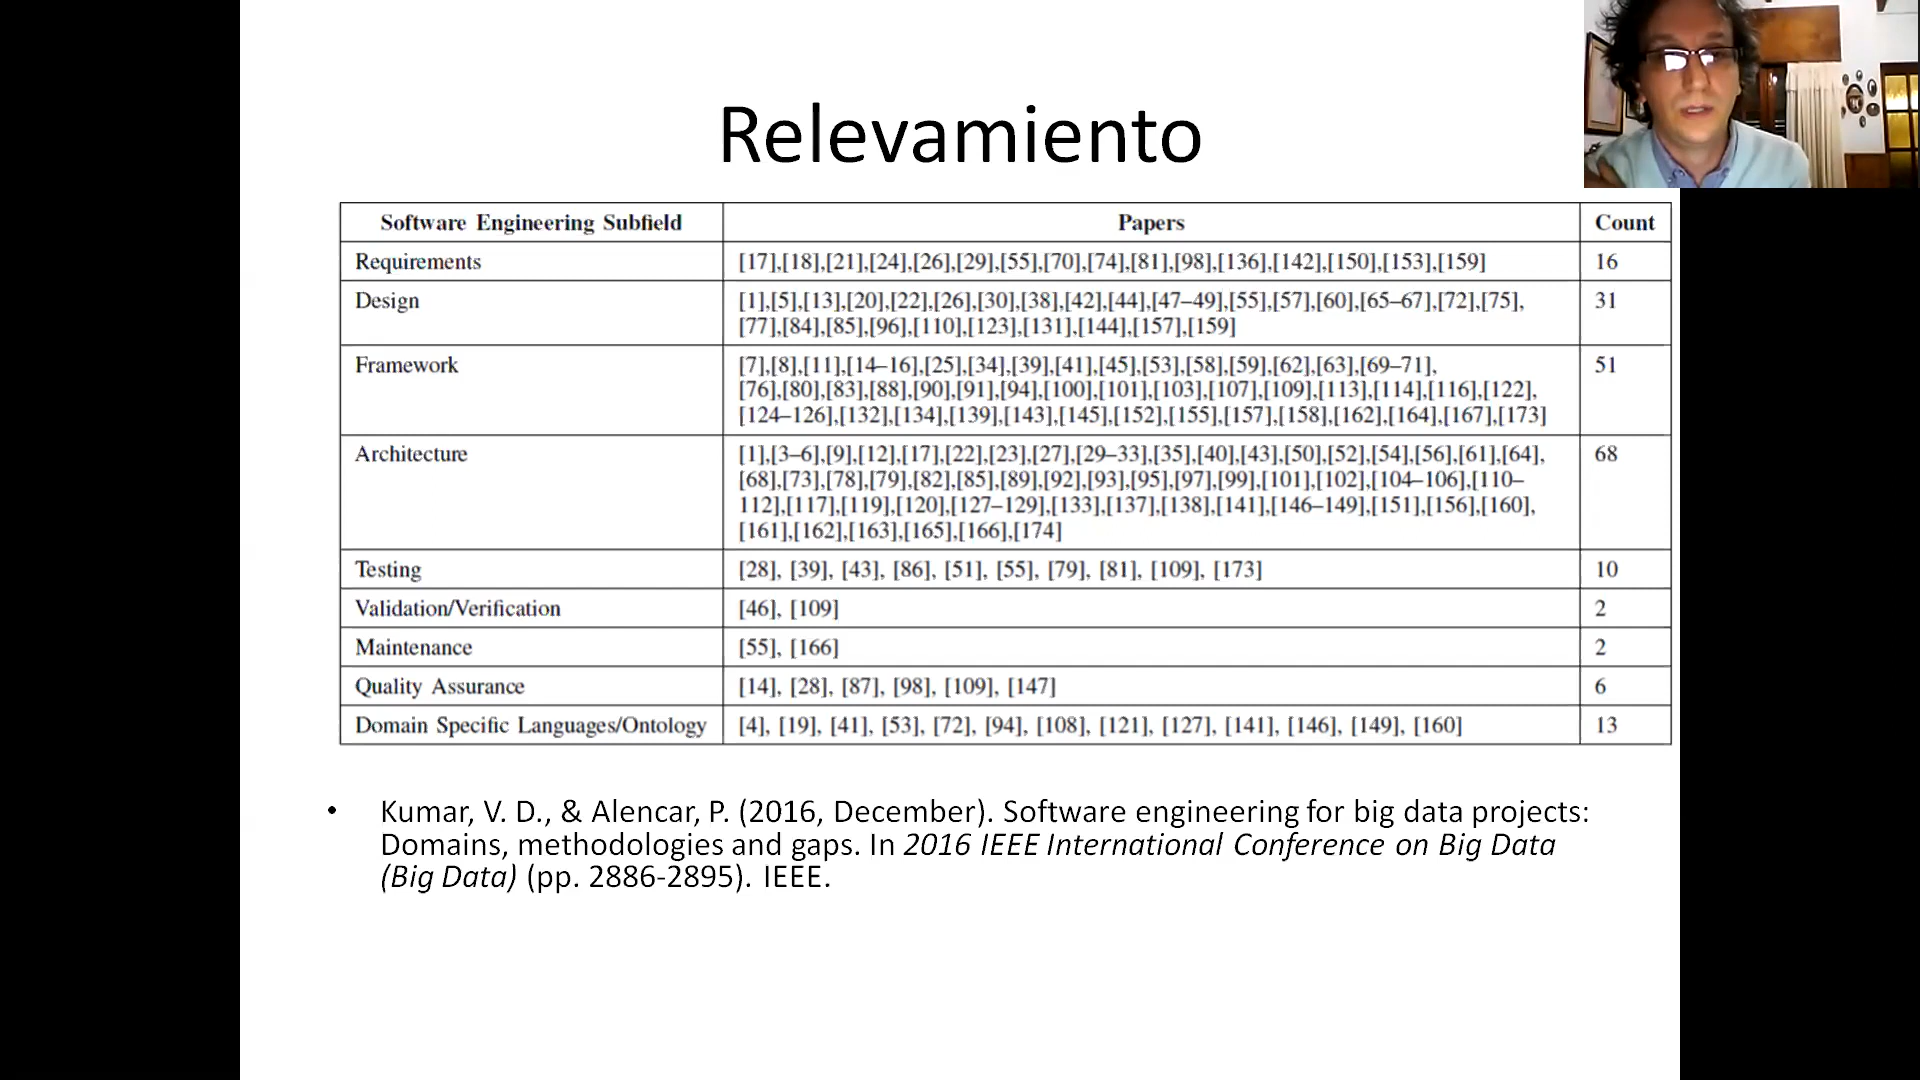 Relevamiento
Software Engineering Subfield Papers Count
Requirements [17],[18],[21],[24],[26],[29],[55],[70],[74],[81],[98],[136],[142],[150],[153],[159] 16
Design [1],[5],[13],[20],[22],[26],[30],[38],[42],[44],[47–49],[55],[57],[60],[65–67],[72],[75], 31
[77],[84],[85],[96],[110],[123],[131],[144],[157],[159]
Framework [7],[8],[11],[14–16],[25],[34],[39],[41],[45],[53],[58],[59],[62],[63],[69–71], 51
[76],[80],[83],[88],[90],[91],[94],[100],[101],[103],[107],[109],[113],[114],[116],[122],
[124–126],[132],[134],[139],[143],[145],[152],[155],[157],[158],[162],[164],[167],[173]
Architecture [1],[3–6],[9],[12],[17],[22],[23],[27],[29–33],[35],[40],[43],[50],[52],[54],[56],[61],[64], 68
[68],[73],[78],[79],[82],[85],[89],[92],[93],[95],[97],[99],[101],[102],[104–106],[110–
112],[117],[119],[120],[127–129],[133],[137],[138],[141],[146–149],[151],[156],[160],
[161],[162],[163],[165],[166],[174]
Testing [28], [39], [43], [86], [51], [55], [79], [81], [109], [173] 10
Validation/Verification [46], [109] 2
Maintenance [55], [166] 2
Quality Assurance [14], [28], [87], [98], [109], [147] 6
Domain Specific Languages/Ontology [4], [19], [41], [53], [72], [94], [108], [121], [127], [141], [146], [149], [160] 13
• Kumar, V. D., & Alencar, P. (2016, December). Software engineering for big data projects:
Domains, methodologies and gaps. In 2016 IEEE International Conference on Big Data
(Big Data) (pp. 2886-2895). IEEE.